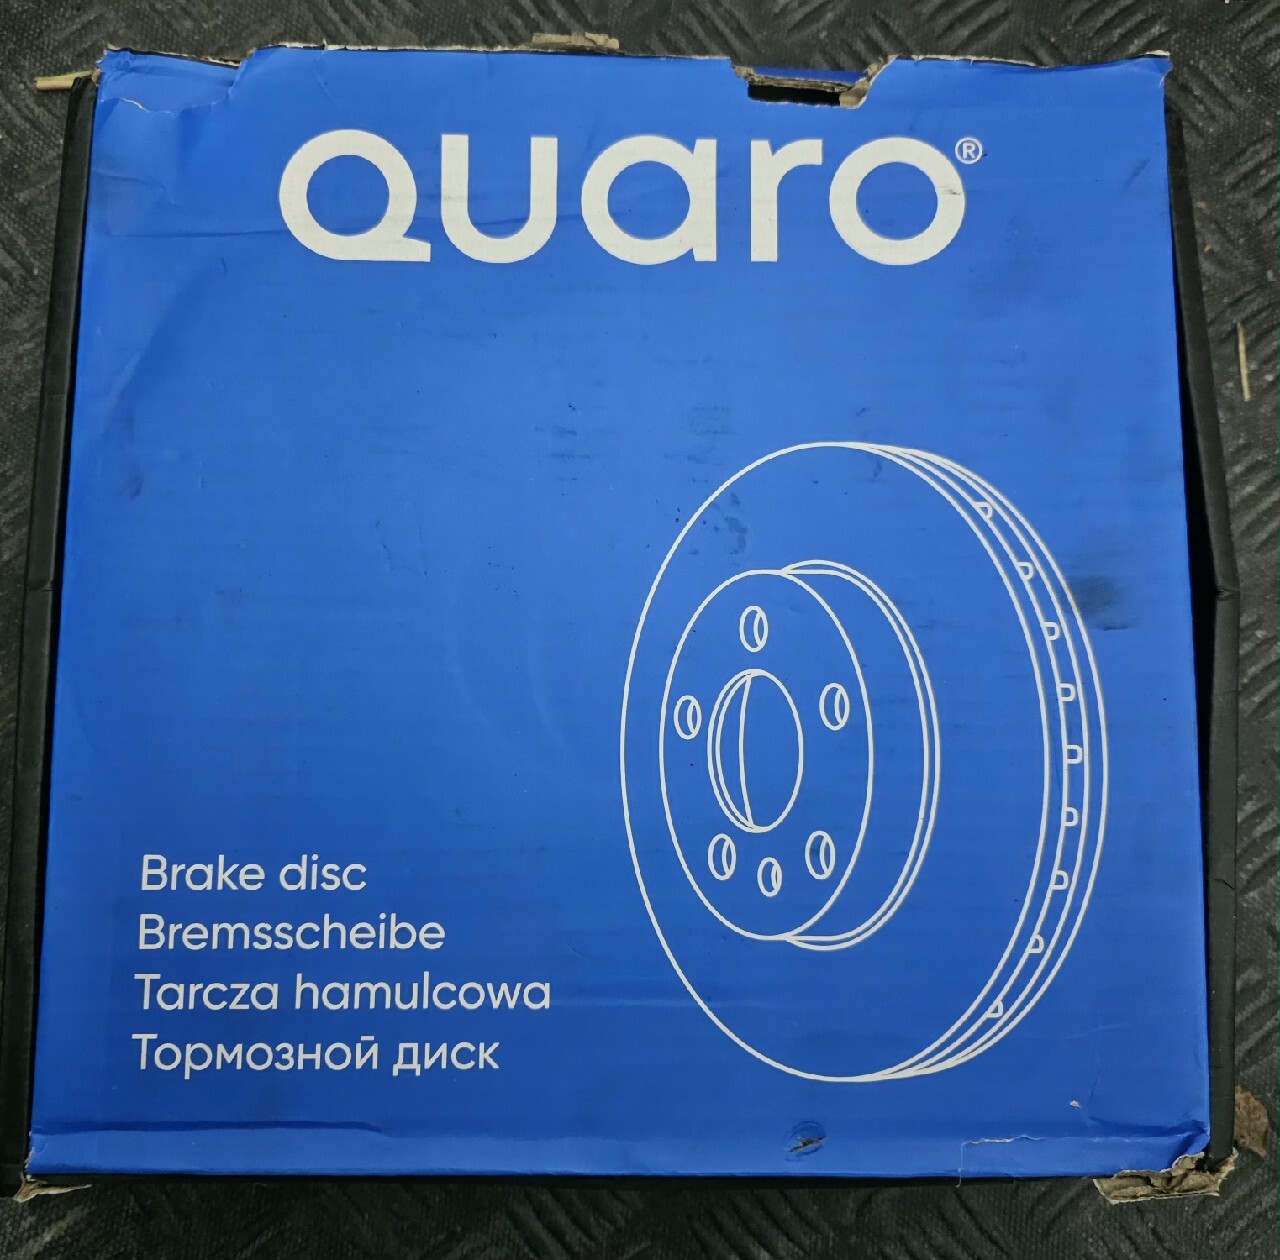 Quaro®
Brake disc
Bremsscheibe
Tarcza hamulcowa
Тормозной диск